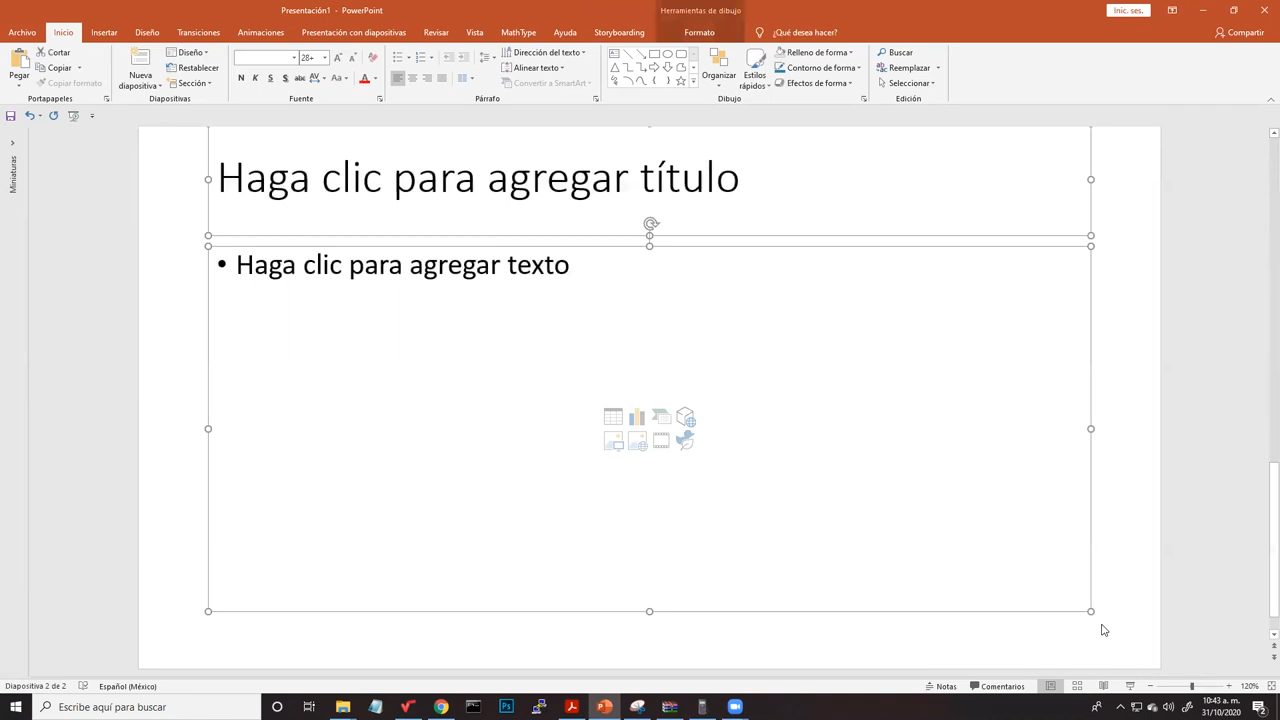 Presentación1 - PowerPoint
Herramientas de dibujo
Inic. ses.
Archivo Inicio Insertar Diseño Transiciones Animaciones Presentación con diapositivas Revisar Vista MathType Ayuda Storyboarding Formato ¿Qué desea hacer? Compartir
Pegar
Cortar
Copiar
Copiar formato
Portapapeles
Nueva diapositiva
Diseño
Restablecer
Sección
Diapositivas
28+
N K S S abc AV Aa A
Fuente
Dirección del texto
Alinear texto
Convertir a SmartArt
Párrafo
Organizar
Estilos rápidos
Relleno de forma
Contorno de forma
Efectos de forma
Dibujo
Buscar
Reemplazar
Seleccionar
Edición
Miniaturas
Haga clic para agregar título
• Haga clic para agregar texto
Diapositiva 2 de 2 Español (México) Notas Comentarios 120%
Escribe aquí para buscar
10:43 a. m.
31/10/2020